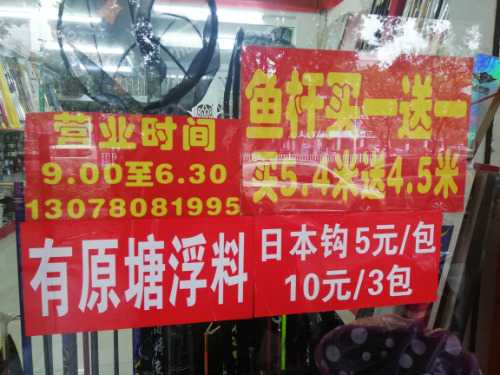 鱼杆买一送一
买5.4米送4.5米
营业时间
9.00至6.30
13078081995
有原塘浮料
日本钩5元/包
10元/3包